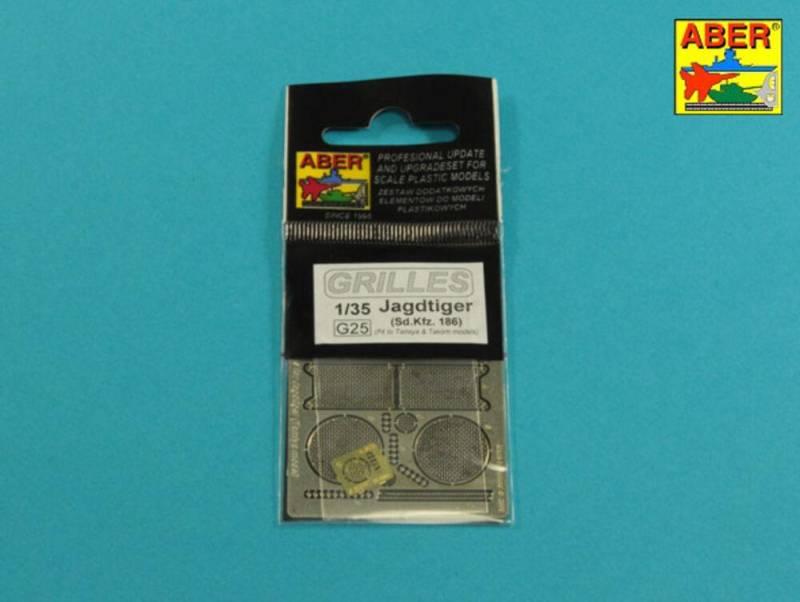 ABER®
ABER®
PROFESIONAL UPDATE
AND UPGRADESET FOR
SCALE PLASTIC MODELS
ZESTAW DODATKOWYCH
ELEMENTÓW DO MODELI
PLASTIKOWYCH
SINCE 1995
GRILLES
1/35 Jagdtiger
(Sd.Kfz. 186)
G25 (Fit to Tamiya & Takom models)